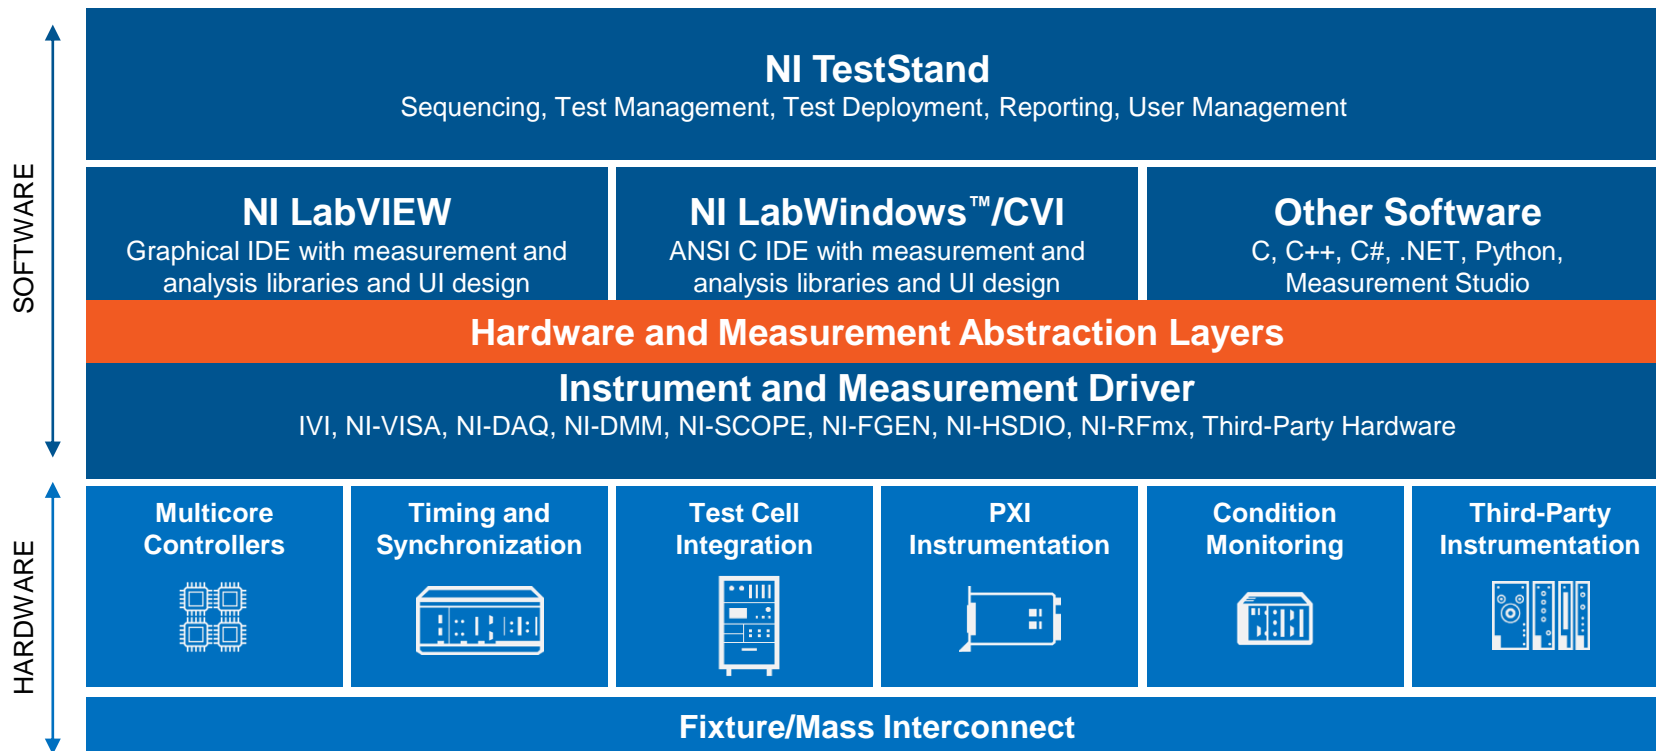 SOFTWARE
NI TestStand
Sequencing, Test Management, Test Deployment, Reporting, User Management
NI LabVIEW
Graphical IDE with measurement and
analysis libraries and UI design
NI LabWindows™/CVI
ANSI C IDE with measurement and
analysis libraries and UI design
Other Software
C, C++, C#, .NET, Python,
Measurement Studio
Hardware and Measurement Abstraction Layers
Instrument and Measurement Driver
IVI, NI-VISA, NI-DAQ, NI-DMM, NI-SCOPE, NI-FGEN, NI-HSDIO, NI-RFmx, Third-Party Hardware
HARDWARE
Multicore
Controllers
Timing and
Synchronization
Test Cell
Integration
PXI
Instrumentation
Condition
Monitoring
Third-Party
Instrumentation
Fixture/Mass Interconnect